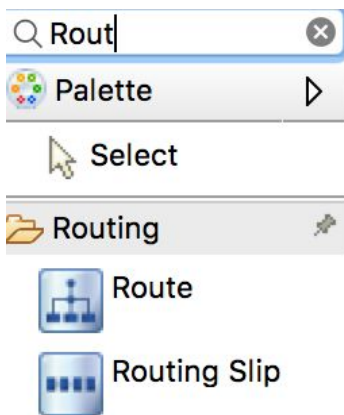 Rout
Palette
Select
Routing
Route
Routing Slip